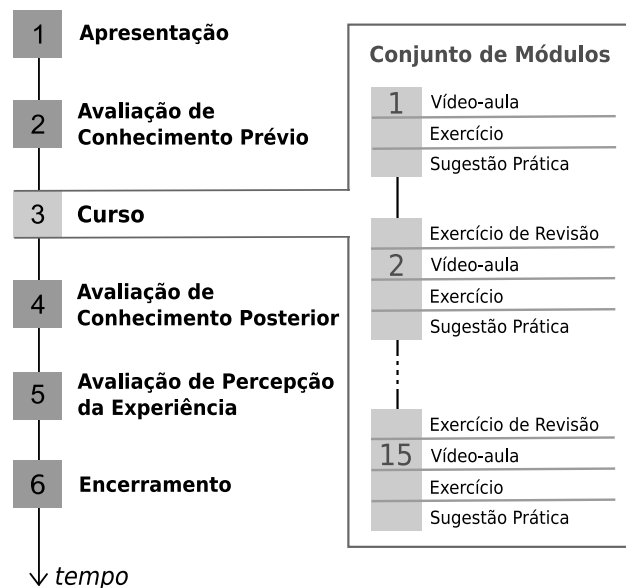 1
Apresentação
2
Avaliação de
Conhecimento Prévio
3
Curso
4
Avaliação de
Conhecimento Posterior
5
Avaliação de Percepção
da Experiência
6
Encerramento
tempo
Conjunto de Módulos
1
Vídeo-aula
Exercício
Sugestão Prática
2
Exercício de Revisão
Vídeo-aula
Exercício
Sugestão Prática
15
Exercício de Revisão
Vídeo-aula
Exercício
Sugestão Prática